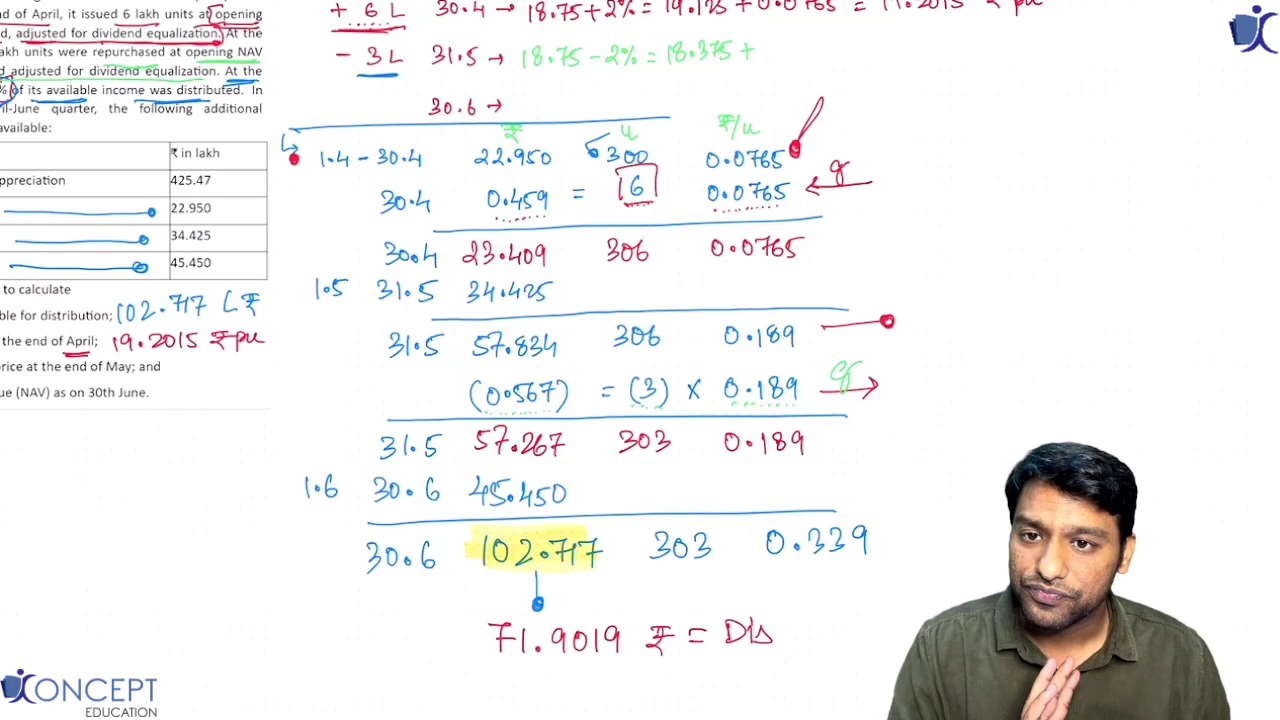 nd of April, it issued 6 lakh units at opening
d, adjusted for dividend equalization. At the
akh units were repurchased at opening NAV
d adjusted for dividend equalization. At the
% of its available income was distributed. In
ril-June quarter, the following additional
available:
₹ in lakh
ppreciation 425.47
22.950
34.425
45.450
to calculate
ble for distribution; 102.717 L ₹
the end of April; 19.2015 ₹ pu
rice at the end of May; and
ue (NAV) as on 30th June.
+ 6 L 30.4 → 18.75+2% = 19.125 + 0.0765 = 19.2015 ₹ pu
- 3 L 31.5 → 18.75-2% = 18.375 +
30.6 →
₹ u ₹/u
1.4 - 30.4 22.950 300 0.0765
30.4 0.459 = 6 0.0765
30.4 23.409 306 0.0765
1.5 31.5 34.425
31.5 57.834 306 0.189
(0.567) = (3) × 0.189
31.5 57.267 303 0.189
1.6 30.6 45.450
30.6 102.717 303 0.339
71.9019 ₹ = Dis
CONCEPT
EDUCATION